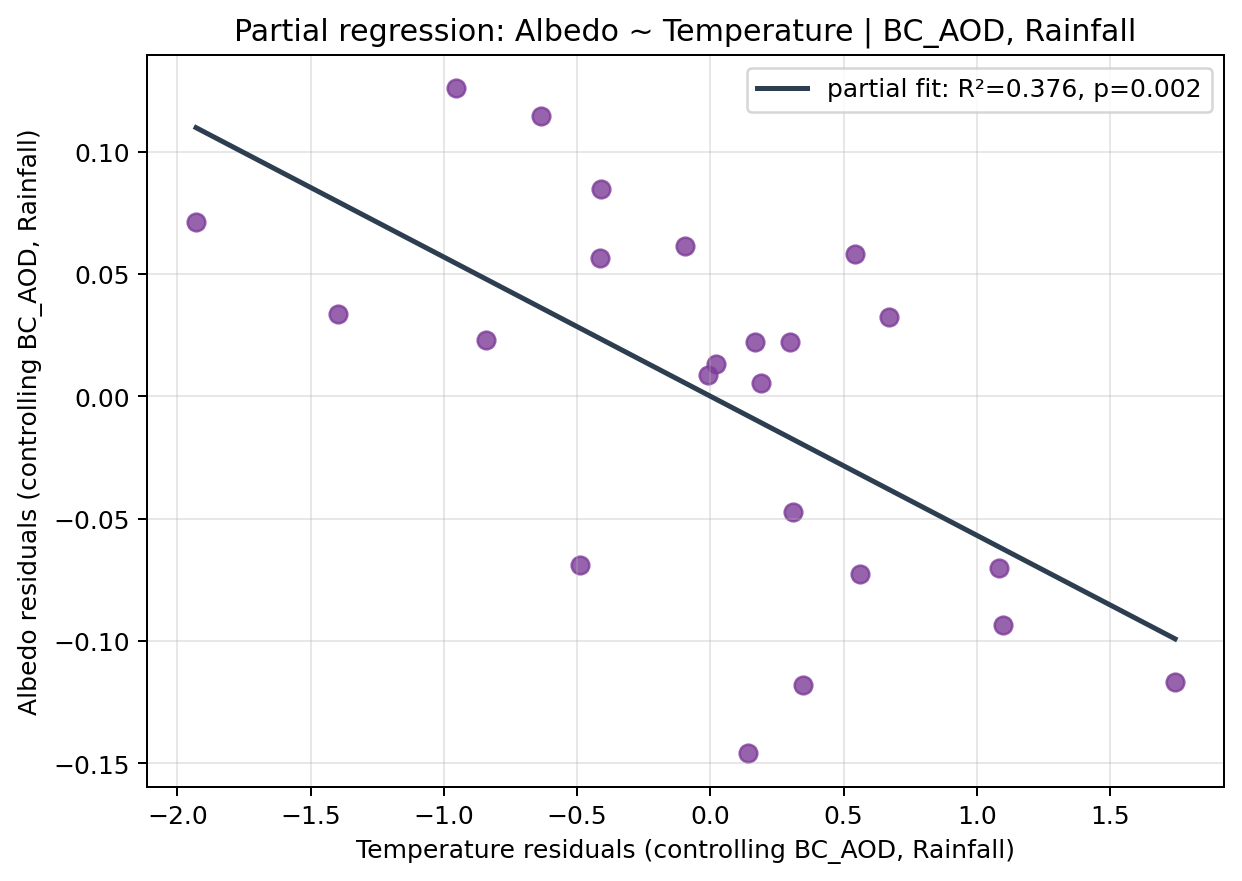 Partial regression: Albedo ~ Temperature | BC_AOD, Rainfall
partial fit: R²=0.376, p=0.002
Albedo residuals (controlling BC_AOD, Rainfall)
0.10
0.05
0.00
−0.05
−0.10
−0.15
−2.0 −1.5 −1.0 −0.5 0.0 0.5 1.0 1.5
Temperature residuals (controlling BC_AOD, Rainfall)